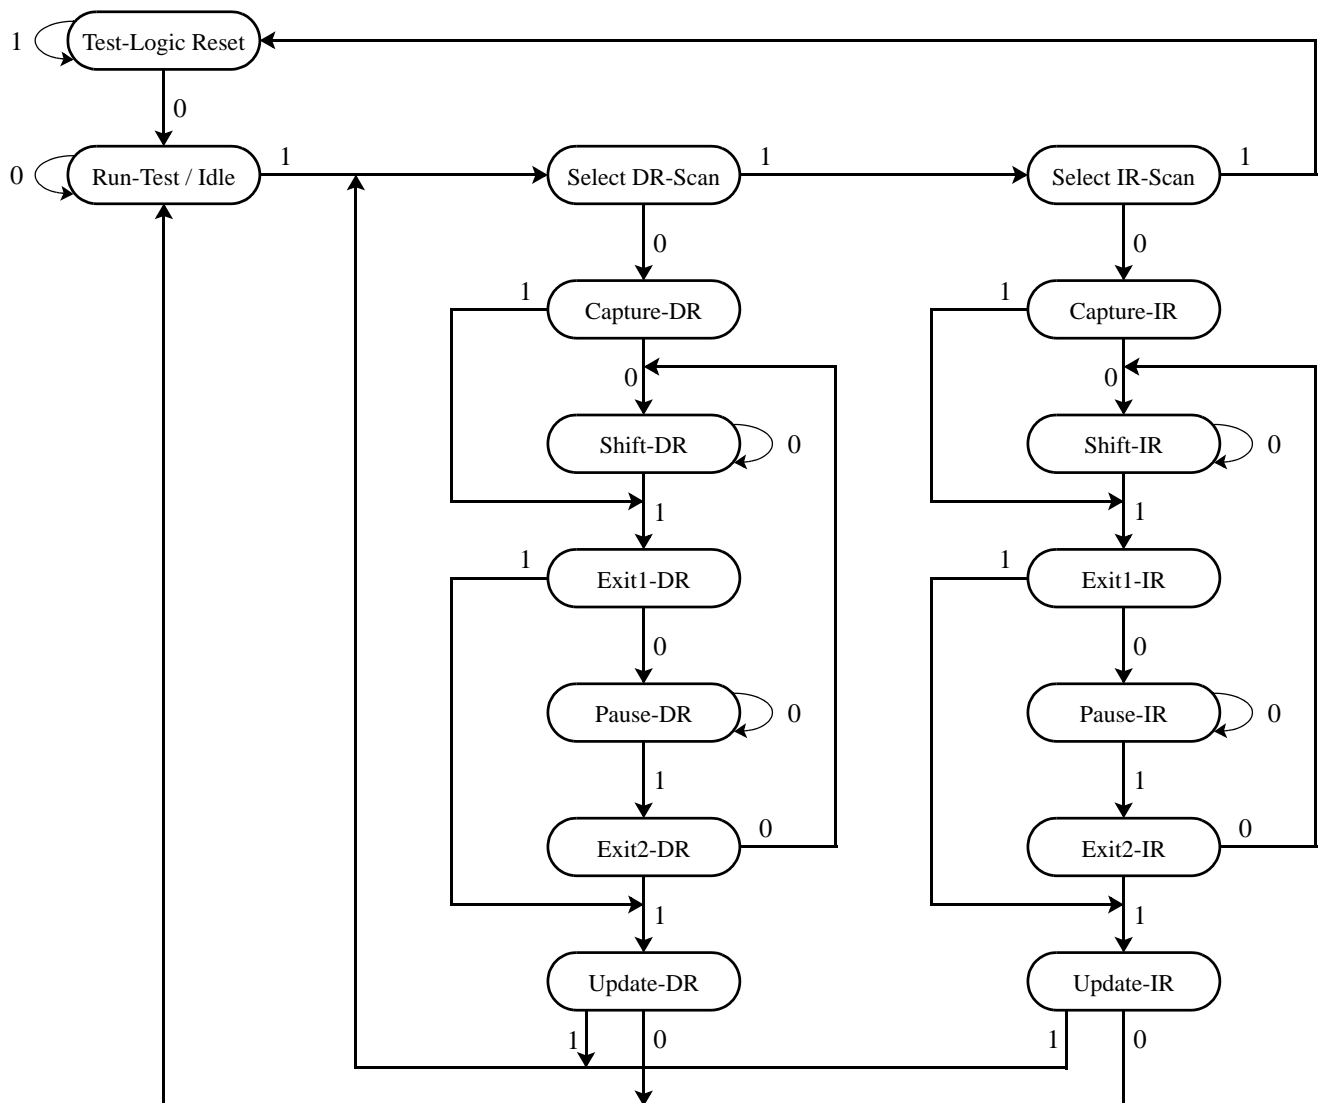 1
Test-Logic Reset
0
0
Run-Test / Idle
1
Select DR-Scan
1
Select IR-Scan
1
0
0
1
Capture-DR
1
Capture-IR
0
0
Shift-DR
0
Shift-IR
0
1
1
1
Exit1-DR
1
Exit1-IR
0
0
Pause-DR
0
Pause-IR
0
1
1
Exit2-DR
0
Exit2-IR
0
1
1
Update-DR
Update-IR
1
0
1
0